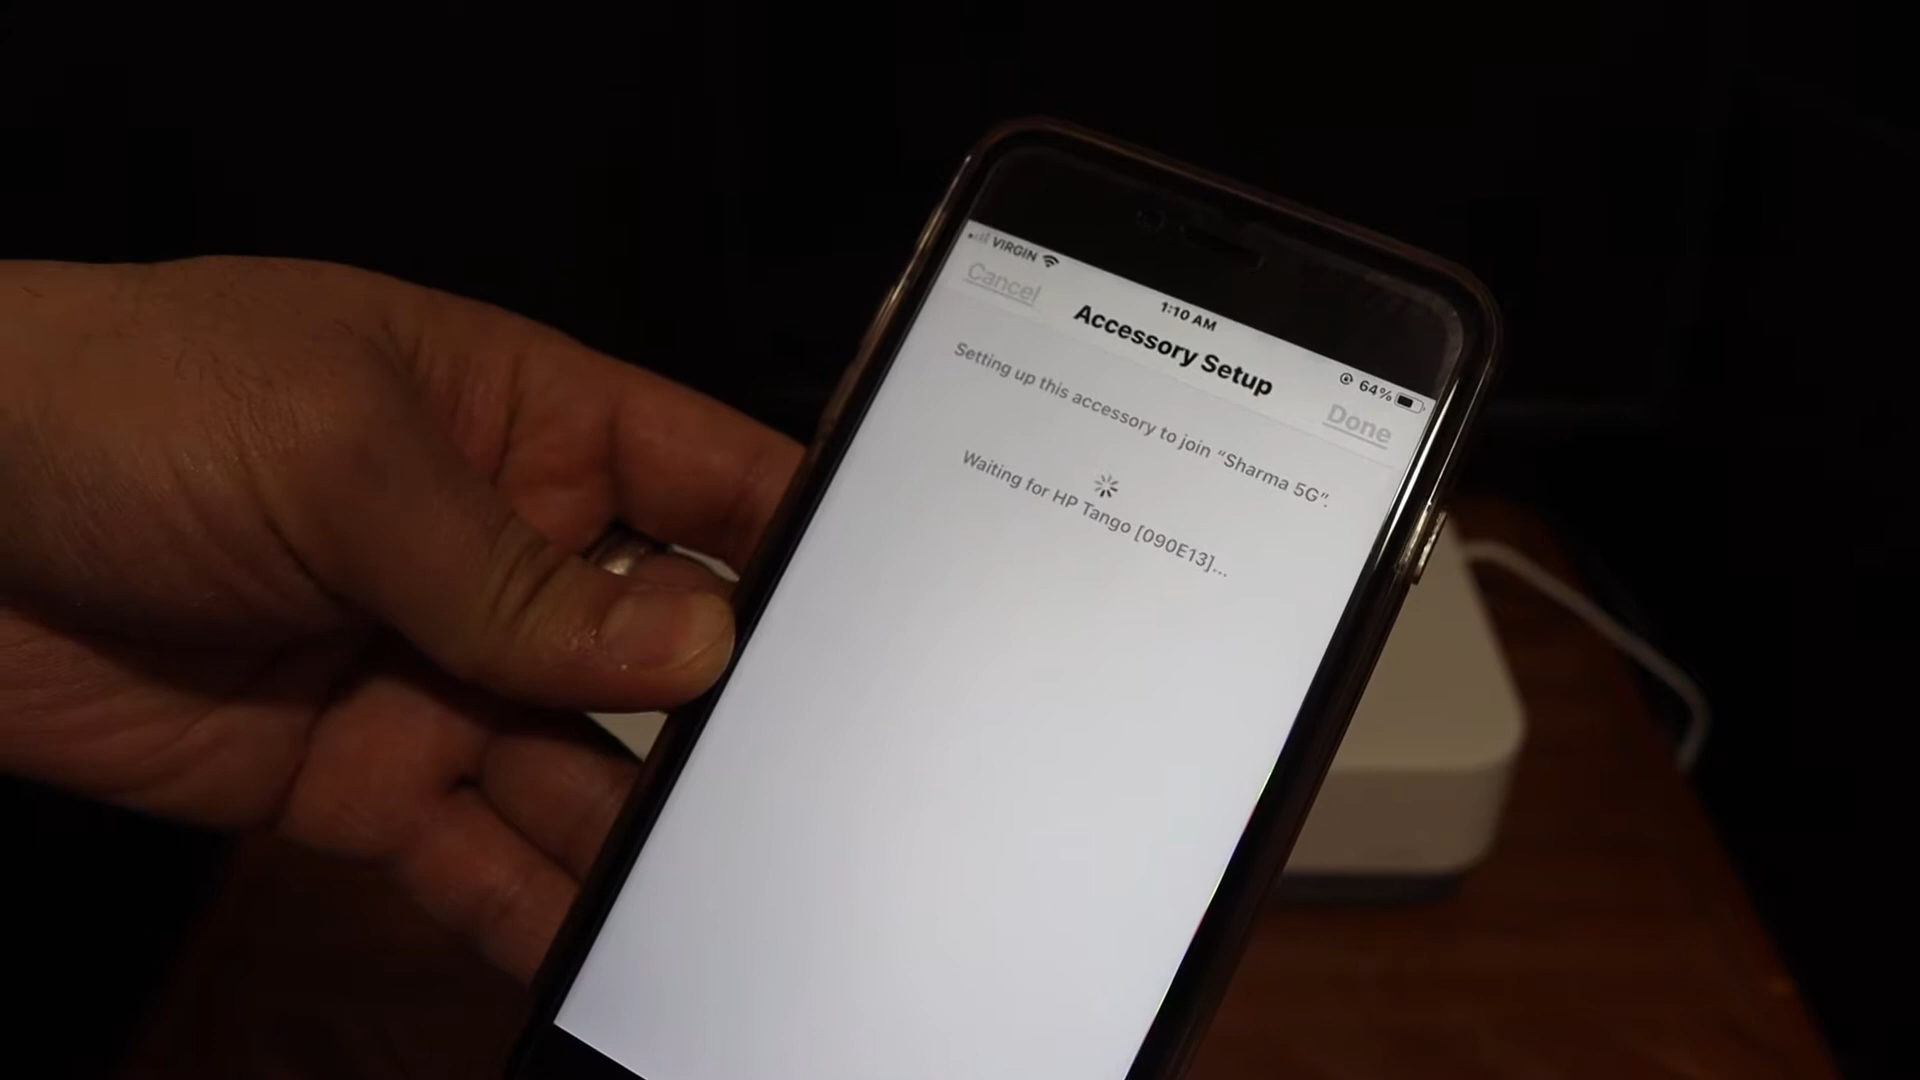 VIRGIN
1:10 AM
64%
Cancel
Accessory Setup
Done
Setting up this accessory to join “Sharma 5G”.
Waiting for HP Tango [090E13]...